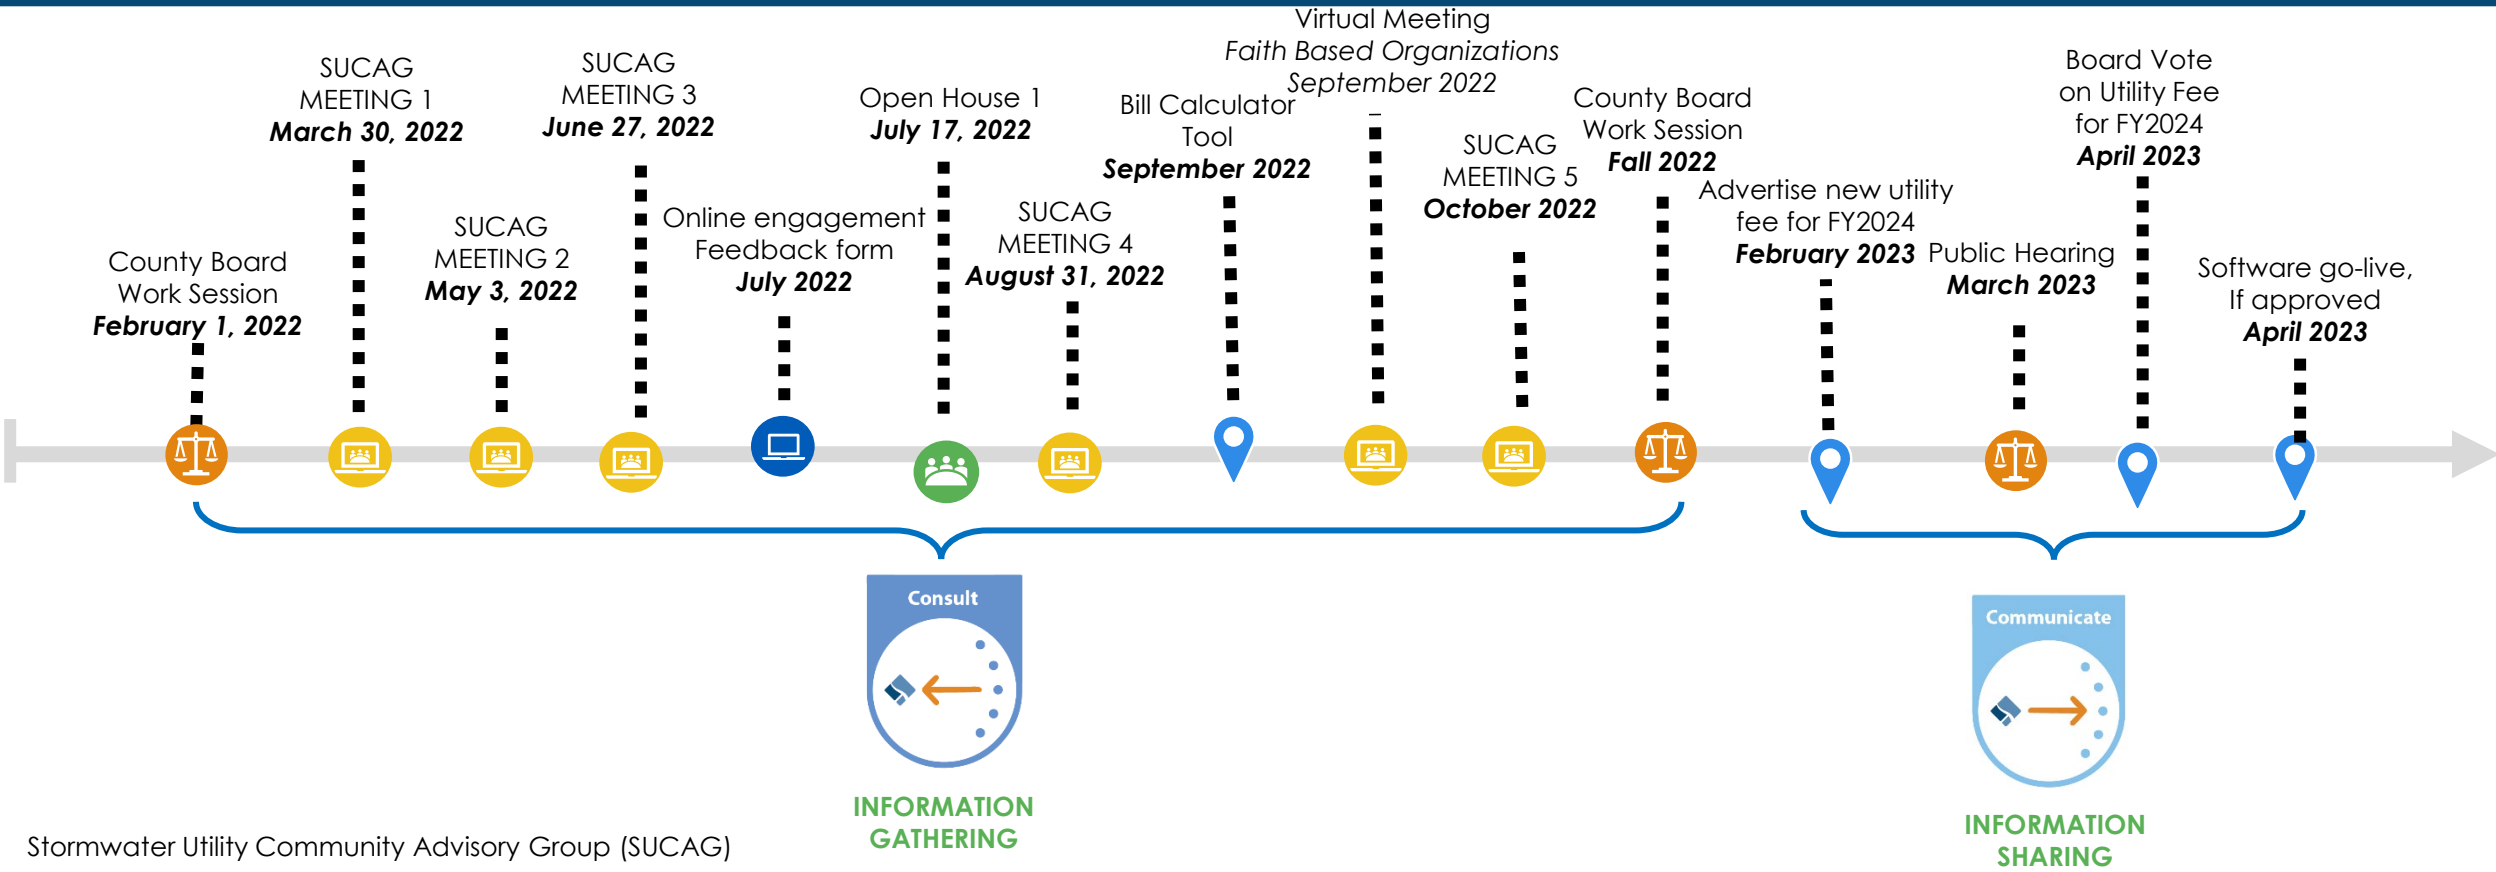 County Board
Work Session
February 1, 2022
SUCAG
MEETING 1
March 30, 2022
SUCAG
MEETING 2
May 3, 2022
SUCAG
MEETING 3
June 27, 2022
Online engagement
Feedback form
July 2022
Open House 1
July 17, 2022
SUCAG
MEETING 4
August 31, 2022
Bill Calculator
Tool
September 2022
Virtual Meeting
Faith Based Organizations
September 2022
SUCAG
MEETING 5
October 2022
County Board
Work Session
Fall 2022
Advertise new utility
fee for FY2024
February 2023
Public Hearing
March 2023
Board Vote
on Utility Fee
for FY2024
April 2023
Software go-live,
If approved
April 2023
Consult
INFORMATION
GATHERING
Communicate
INFORMATION
SHARING
Stormwater Utility Community Advisory Group (SUCAG)